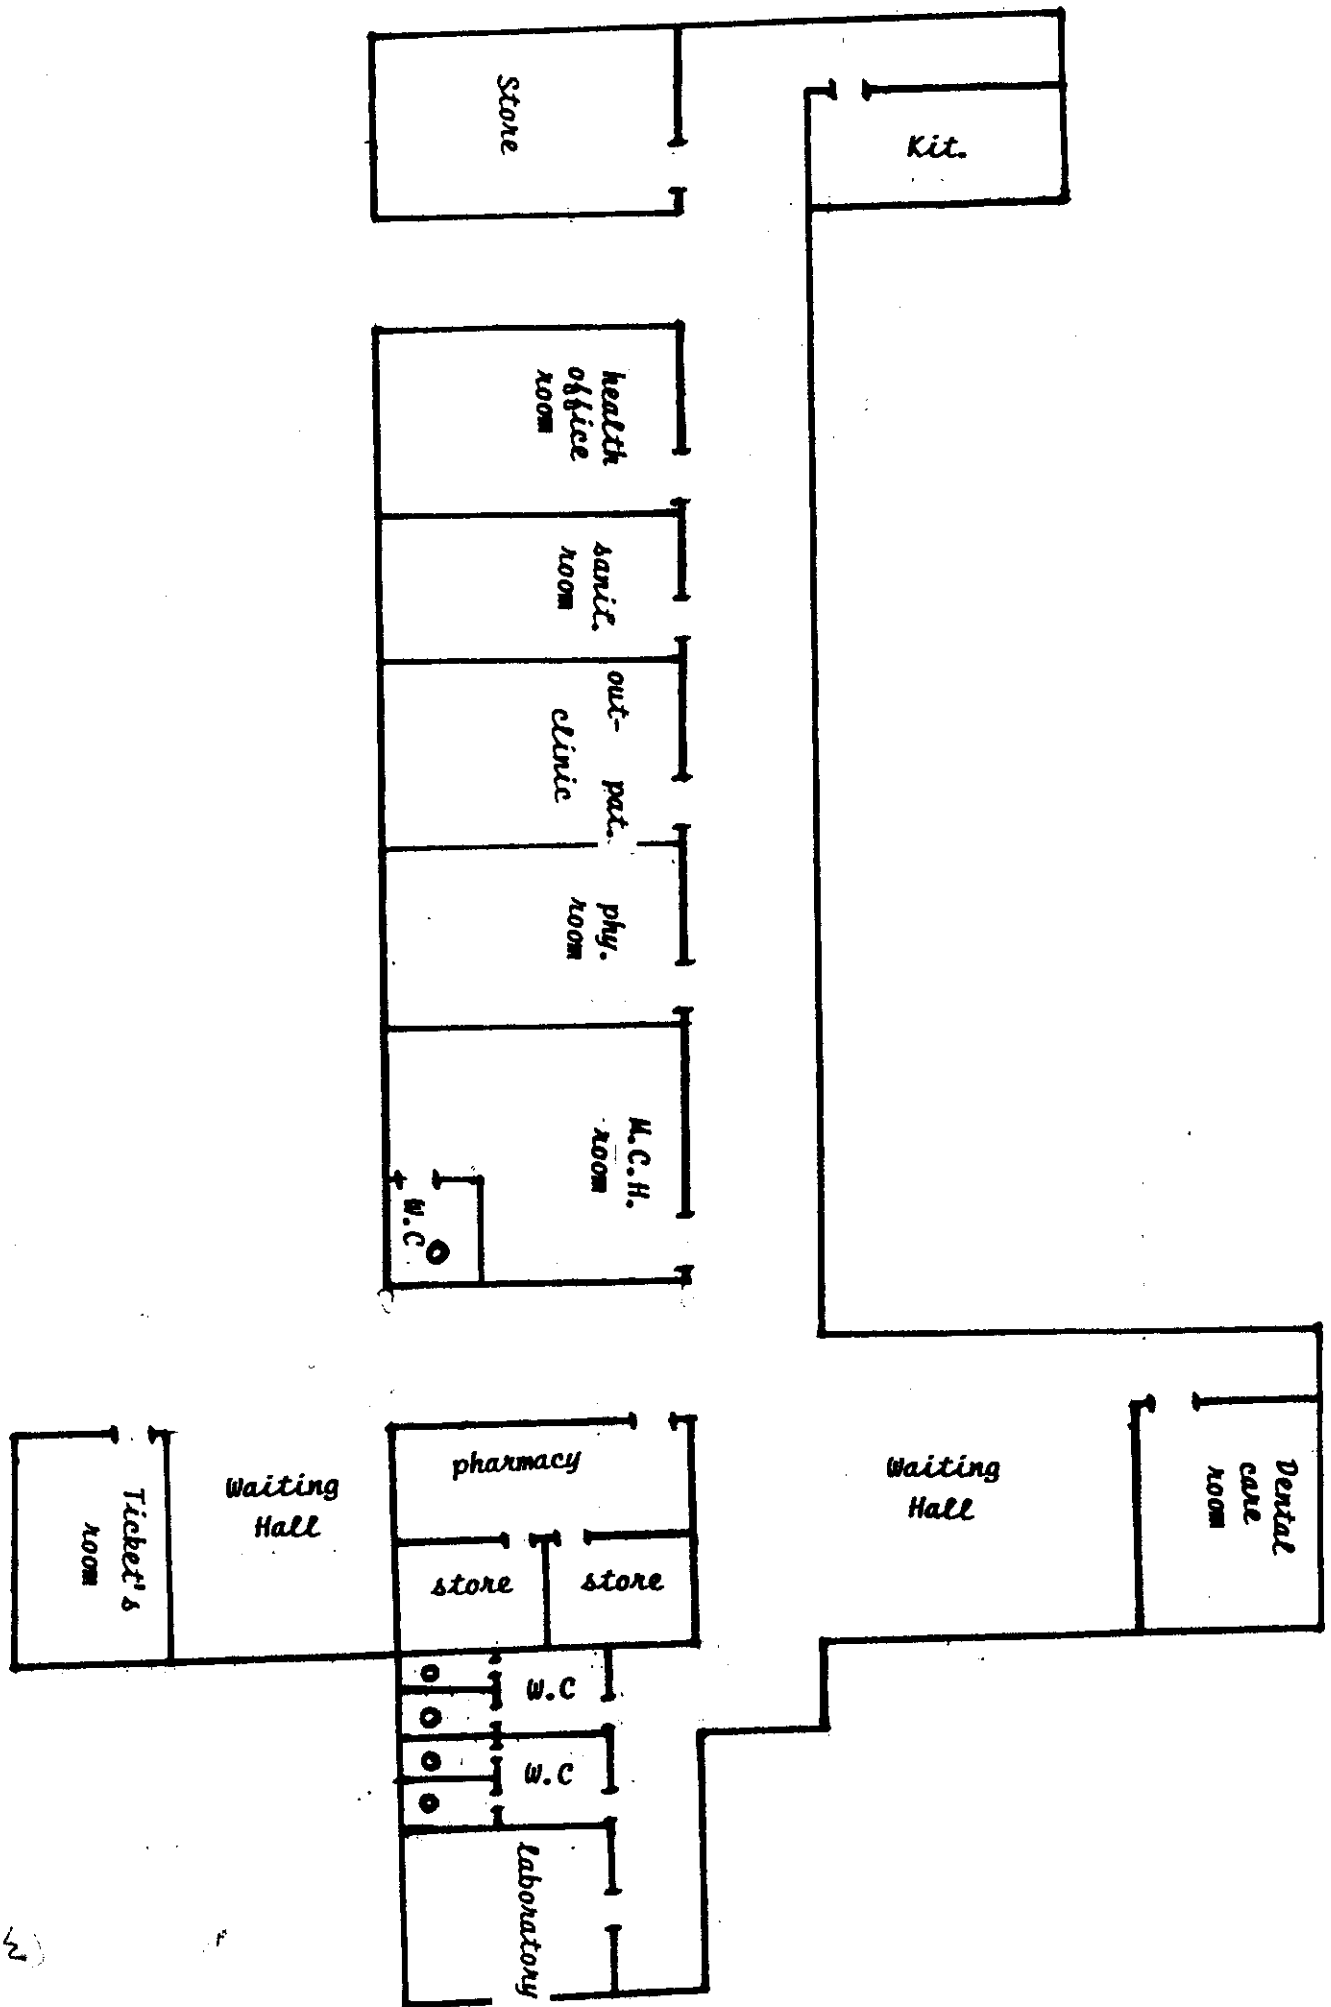 Store
Kit.
health
office
room
sanit.
room
out- pat.
clinic
phy.
room
M.C.H.
room
W.C
Ticket's
room
Waiting
Hall
pharmacy
store
store
Waiting
Hall
Dental
care
room
W.C
W.C
laboratory